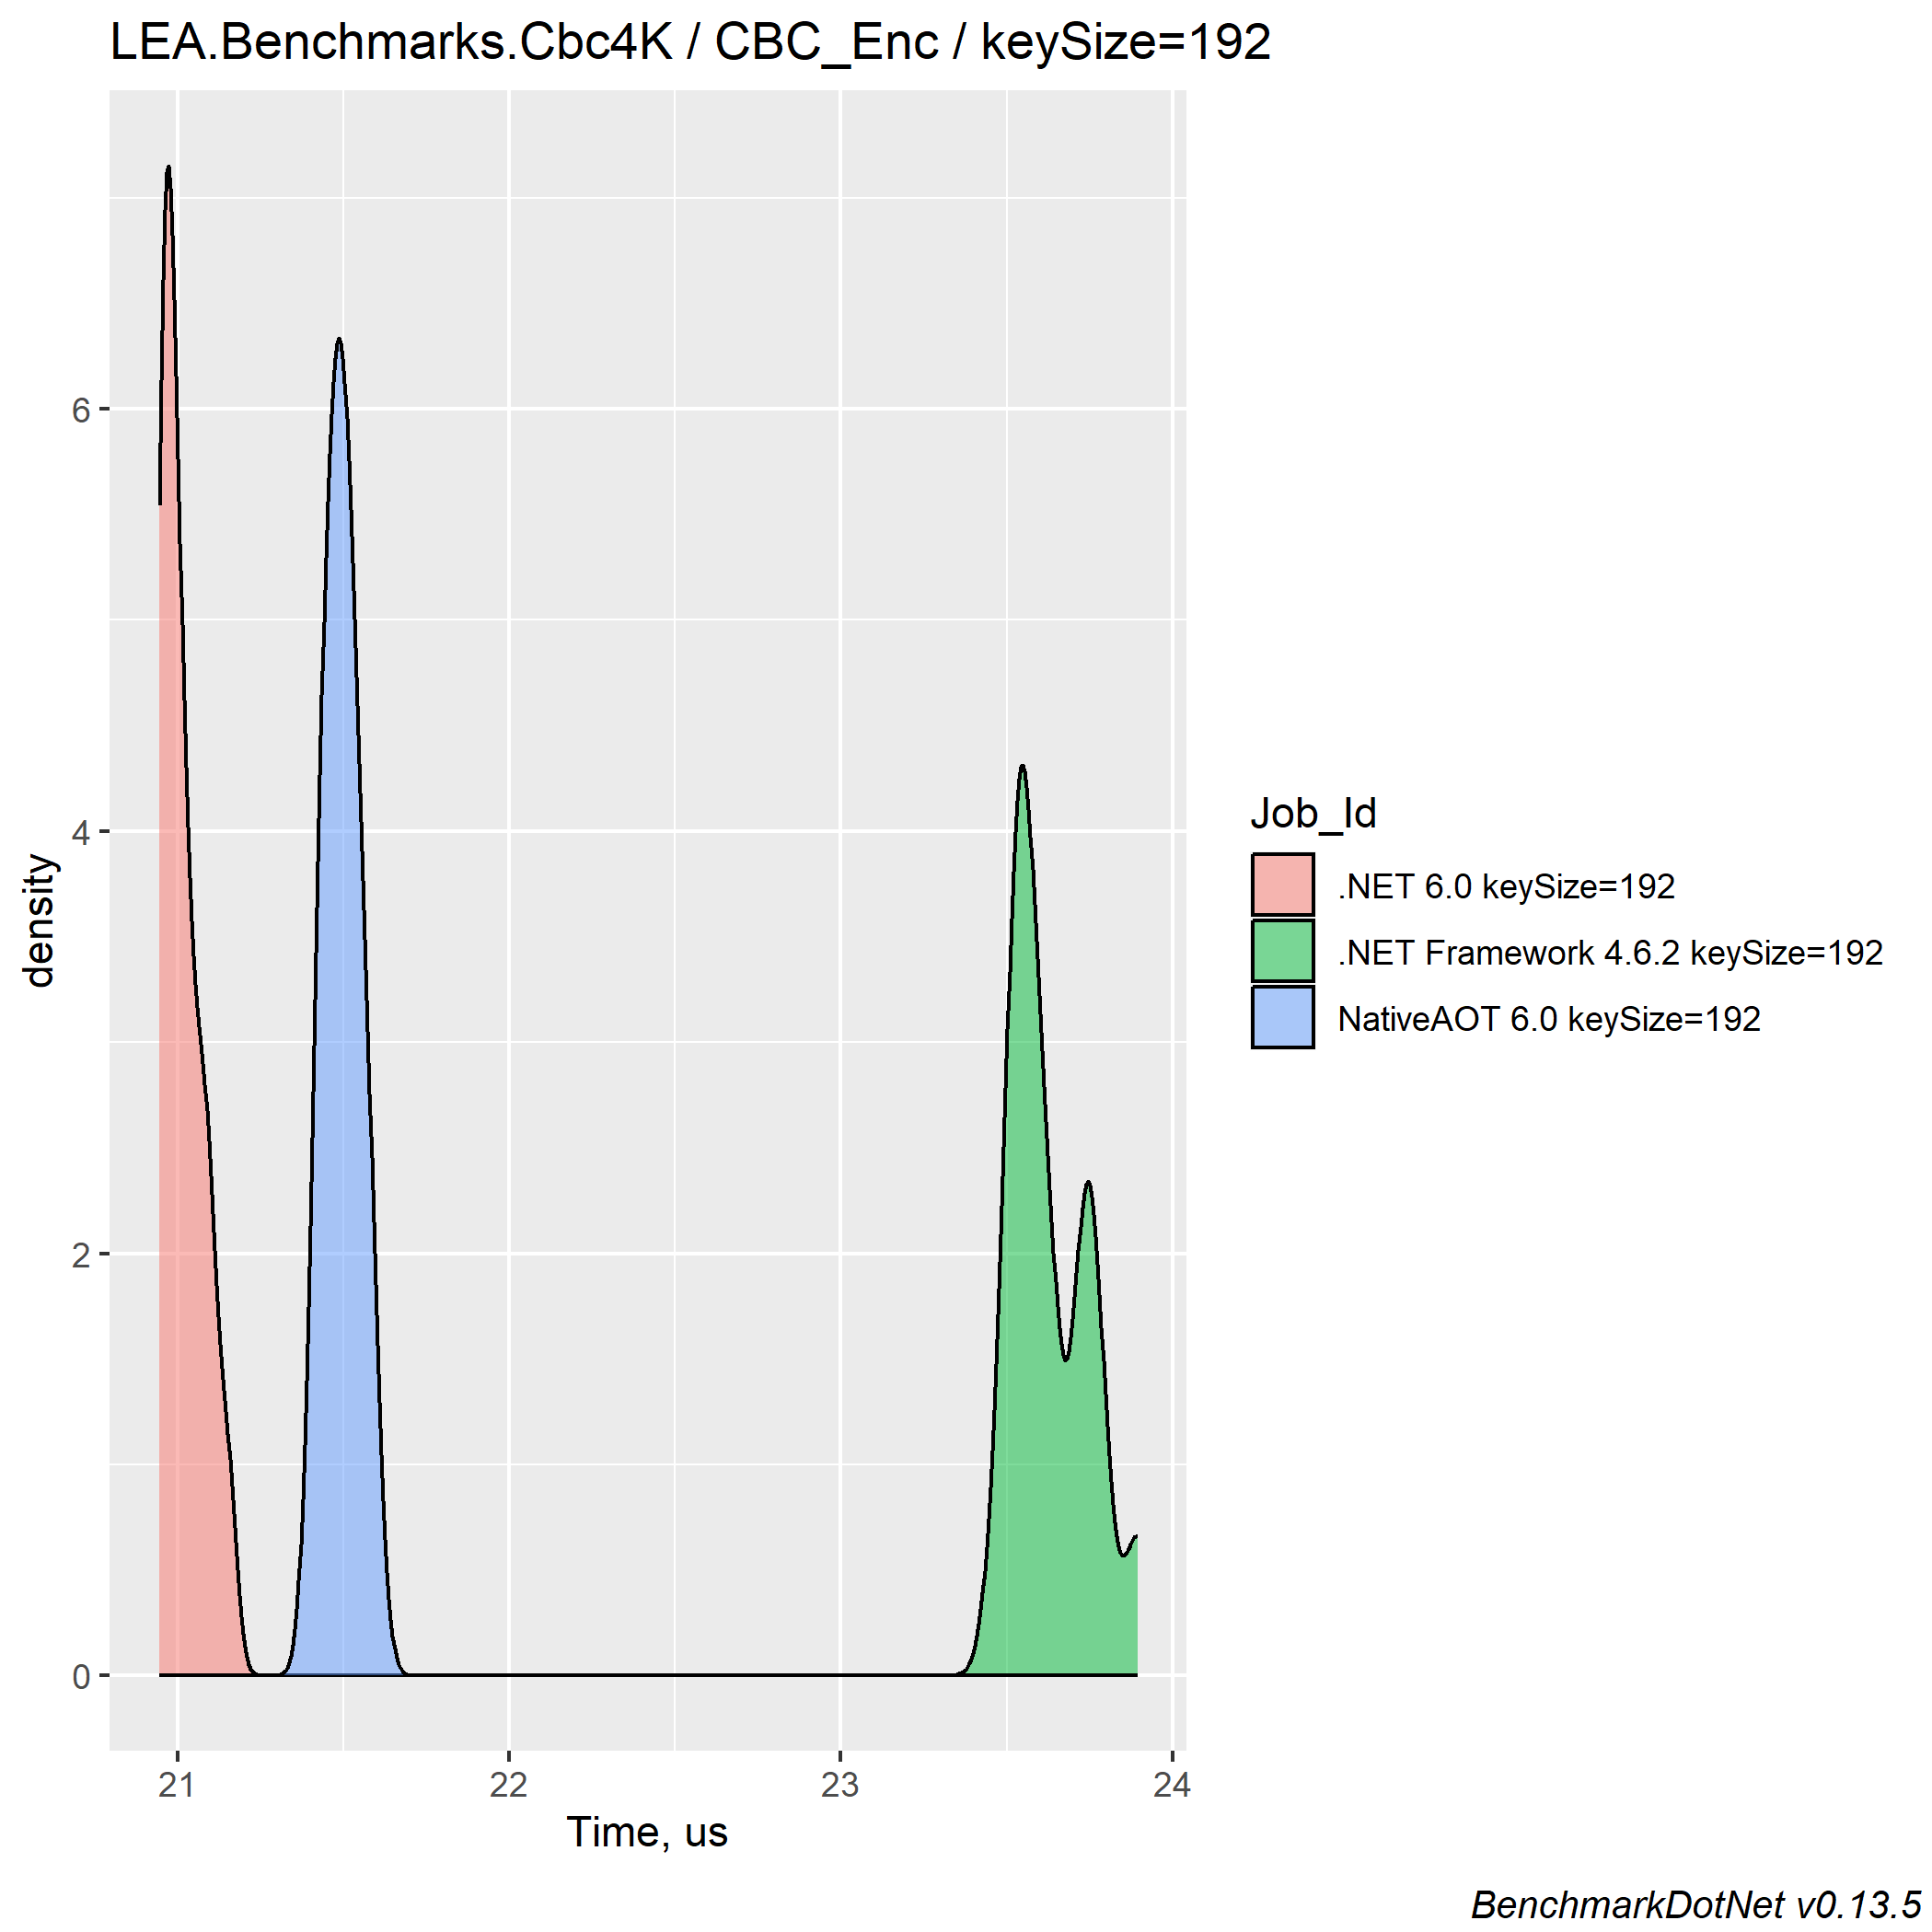 LEA.Benchmarks.Cbc4K / CBC_Enc / keySize=192
6
4
2
0
density
21 22 23 24
Time, us
Job_Id
.NET 6.0 keySize=192
.NET Framework 4.6.2 keySize=192
NativeAOT 6.0 keySize=192
BenchmarkDotNet v0.13.5